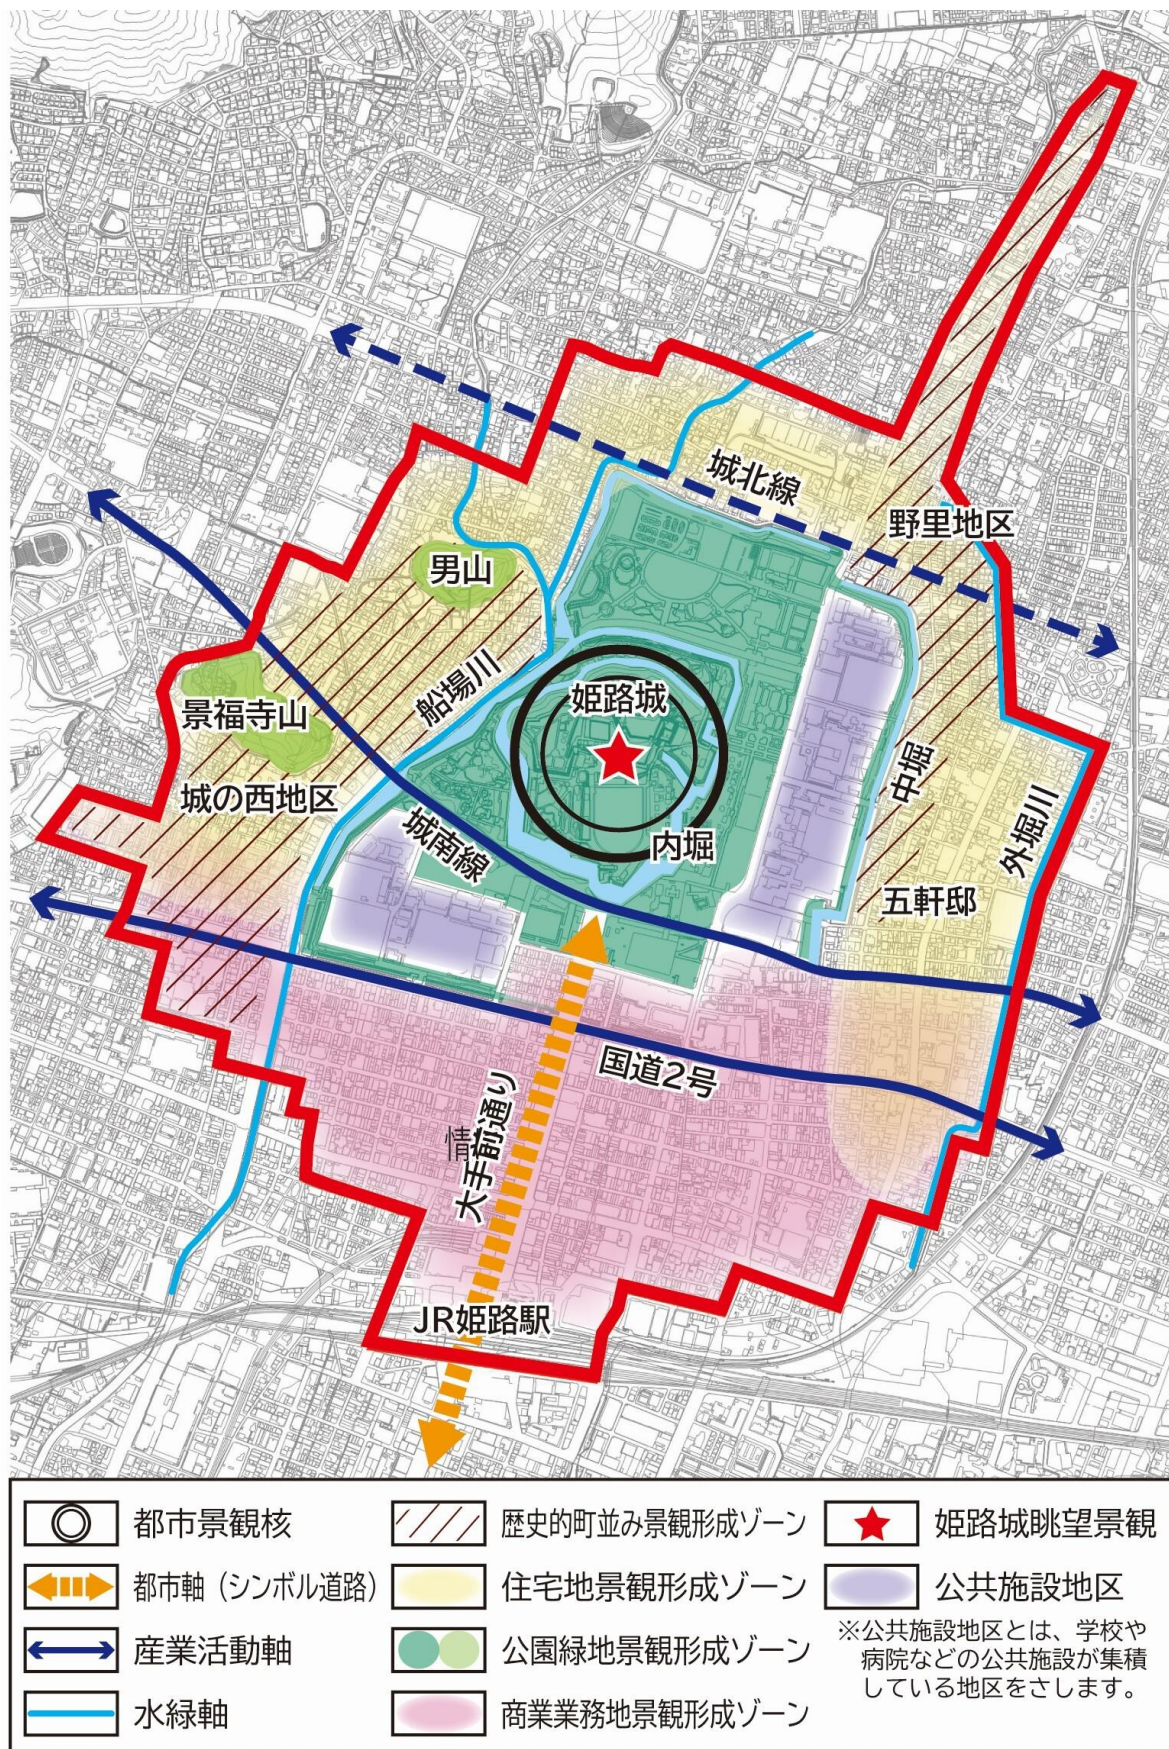 城北線
野里地区
男山
船場川
姫路城
景福寺山
中堀
城の西地区
城南線
内堀
外堀川
五軒邸
国道2号
大手前通り
情
JR姫路駅
都市景観核
都市軸（シンボル道路）
産業活動軸
水緑軸
歴史的町並み景観形成ゾーン
住宅地景観形成ゾーン
公園緑地景観形成ゾーン
商業業務地景観形成ゾーン
姫路城眺望景観
公共施設地区
※公共施設地区とは、学校や
病院などの公共施設が集積
している地区をさします。